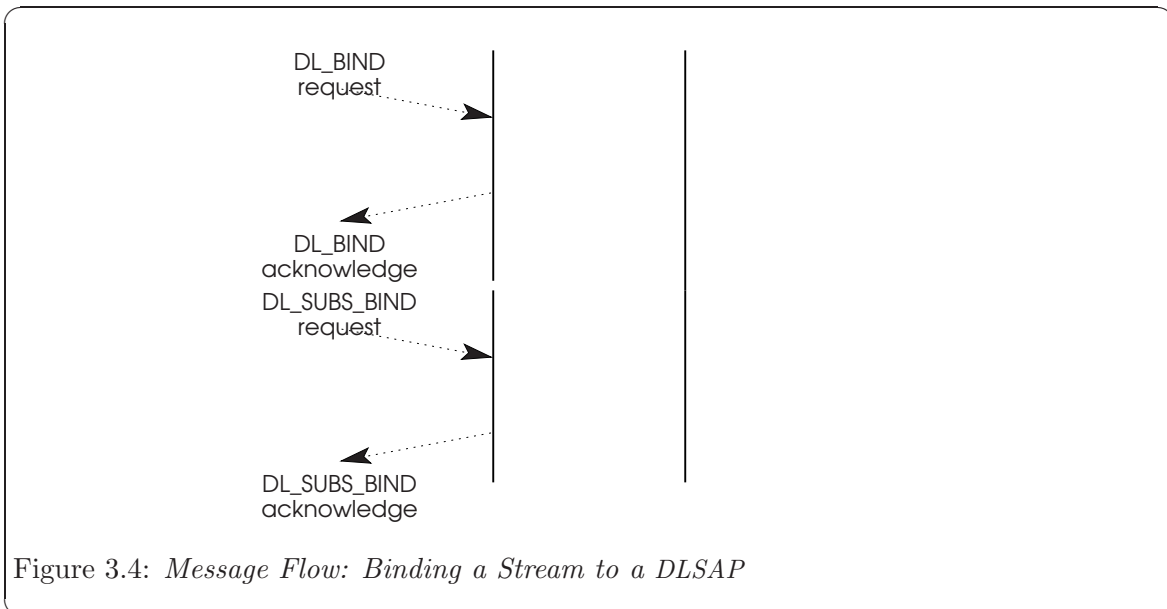 DL_BIND
request
DL_BIND
acknowledge
DL_SUBS_BIND
request
DL_SUBS_BIND
acknowledge
Figure 3.4: Message Flow: Binding a Stream to a DLSAP